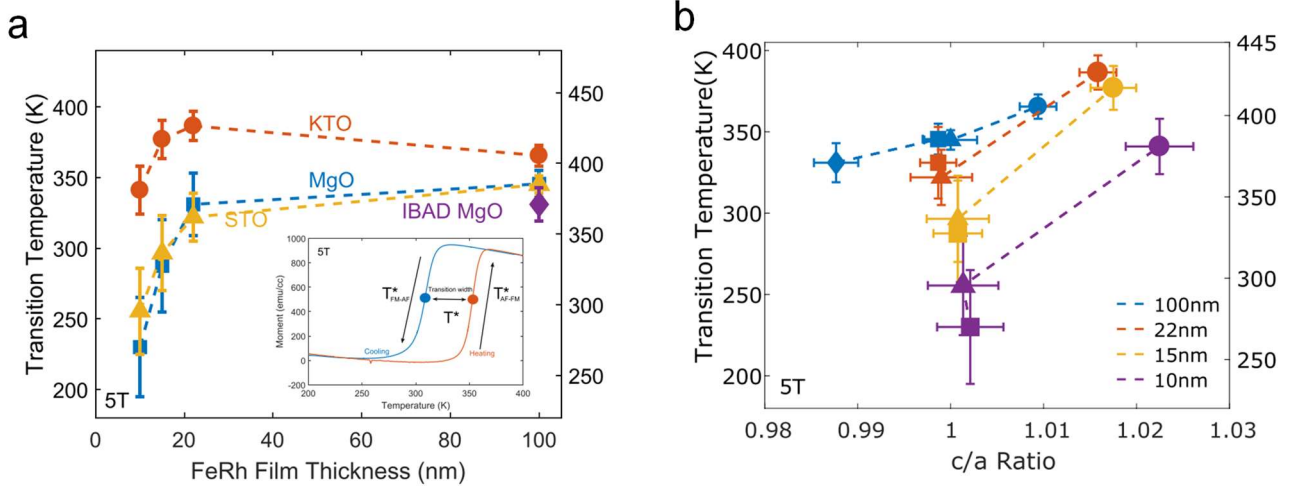 a
Transition Temperature (K)
400
350
300
250
200
450
400
350
300
250
KTO
MgO
STO
IBAD MgO
5T
0
20
40
60
80
100
FeRh Film Thickness (nm)
5T
Moment (emu/cc)
1000
800
600
400
200
0
-200
T*FM-AF
Transition width
T*
T*AF-FM
Cooling
Heating
200
250
300
350
400
Temperature (K)
b
Transition Temperature(K)
400
350
300
250
200
445
400
350
300
250
100nm
22nm
15nm
10nm
5T
0.98
0.99
1
1.01
1.02
1.03
c/a Ratio